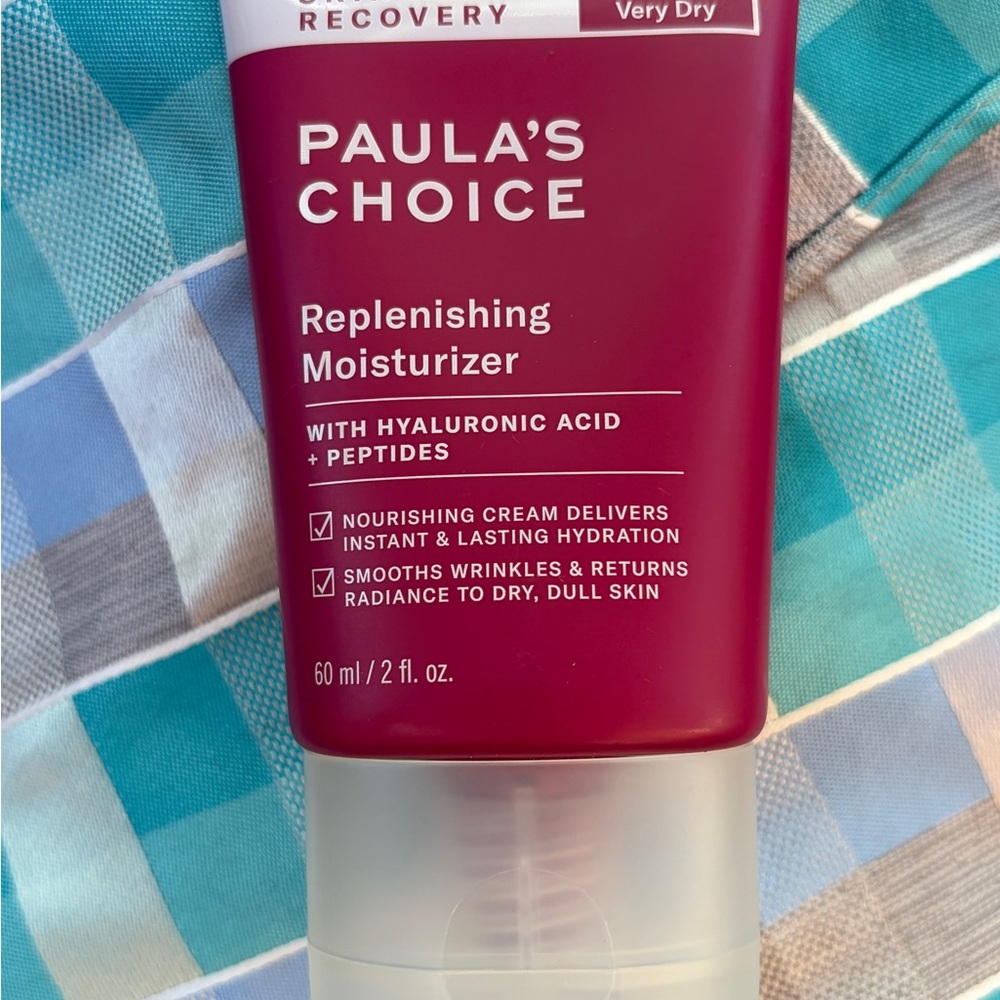 RECOVERY
Very Dry
PAULA'S
CHOICE
Replenishing
Moisturizer
WITH HYALURONIC ACID
+ PEPTIDES
NOURISHING CREAM DELIVERS
INSTANT & LASTING HYDRATION
SMOOTHS WRINKLES & RETURNS
RADIANCE TO DRY, DULL SKIN
60 ml / 2 fl. oz.